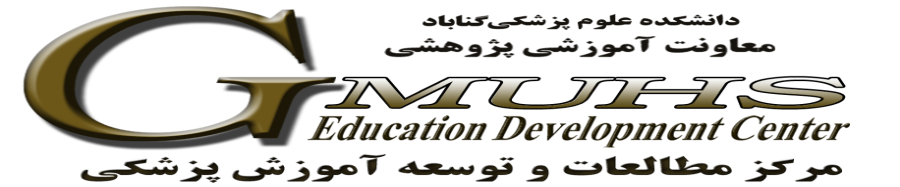 دانشکده علوم پزشکی گناباد
معاونت آموزشی پژوهشی
GMUHS
Education Development Center
مرکز مطالعات و توسعه آموزش پزشکی